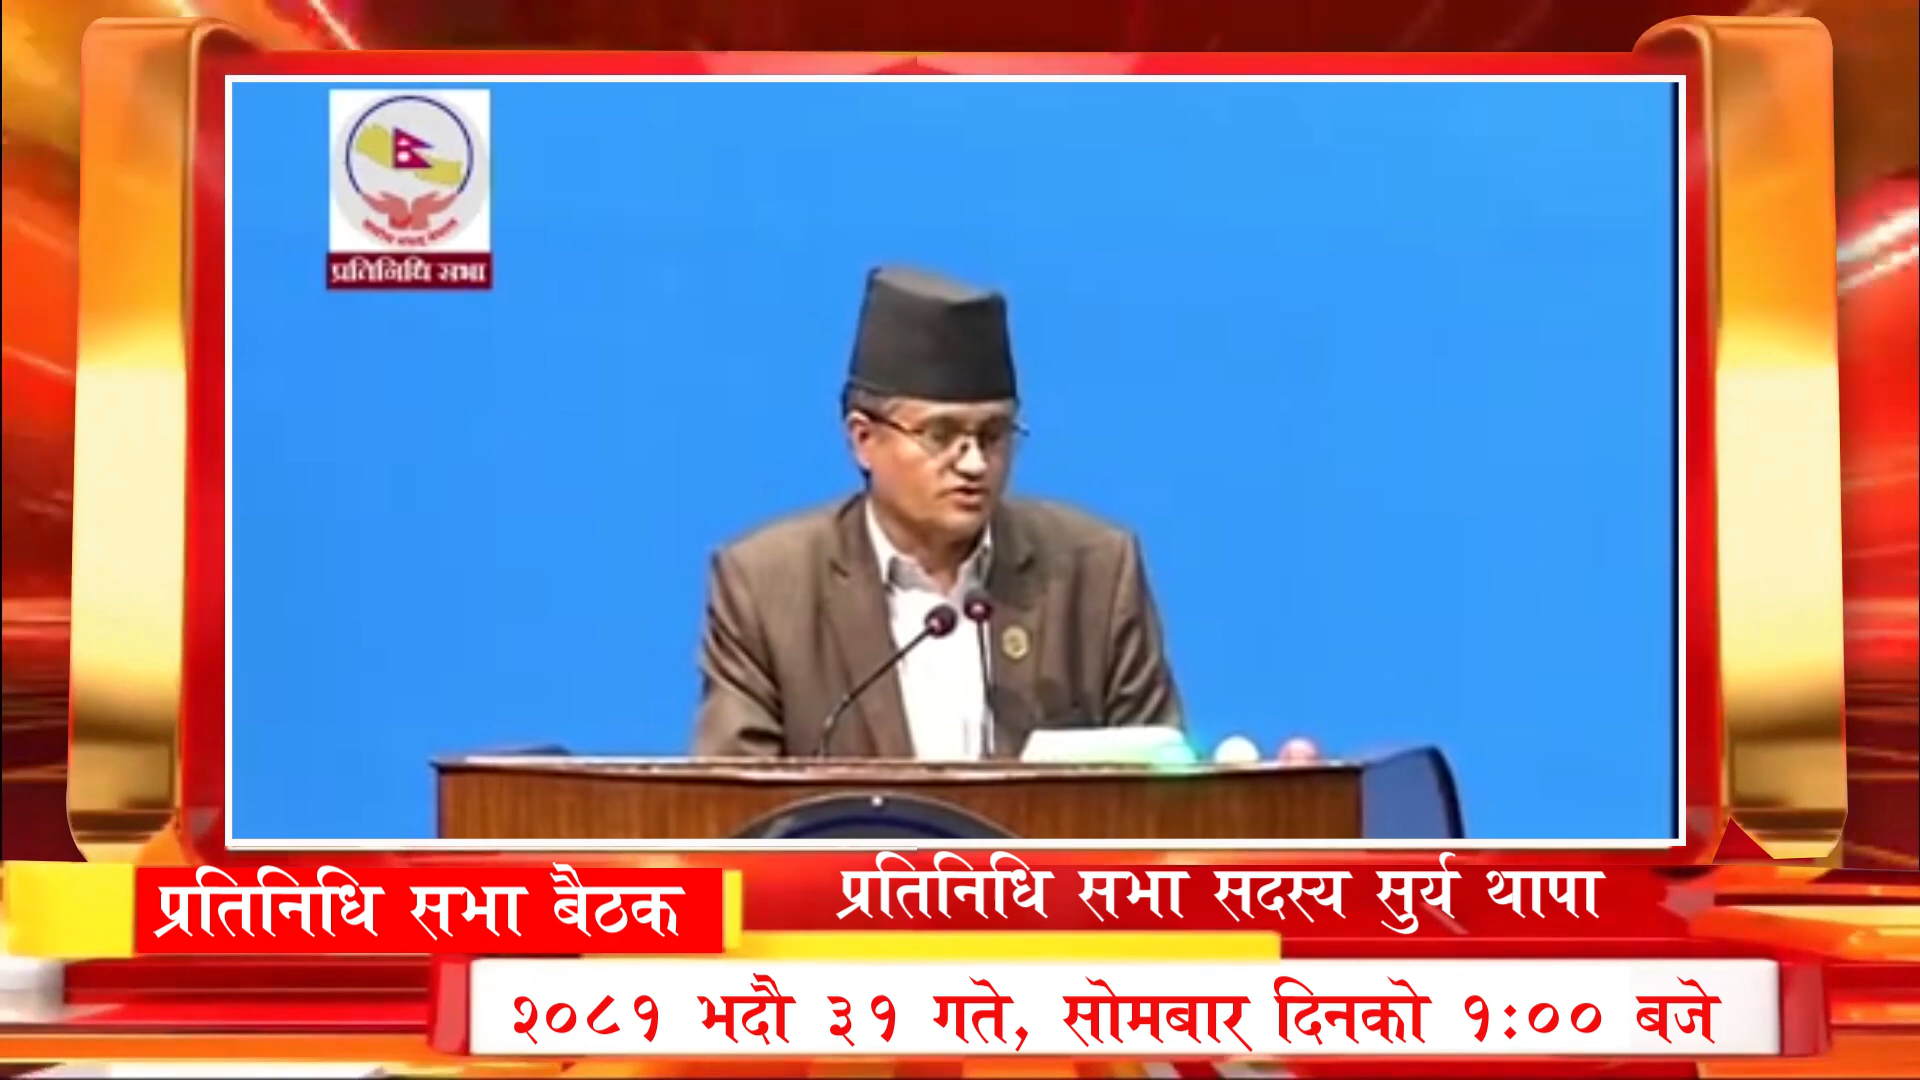 प्रतिनिधि सभा
प्रतिनिधि सभा बैठक
प्रतिनिधि सभा सदस्य सुर्य थापा
२०८१ भदौ ३१ गते, सोमबार दिनको १:०० बजे